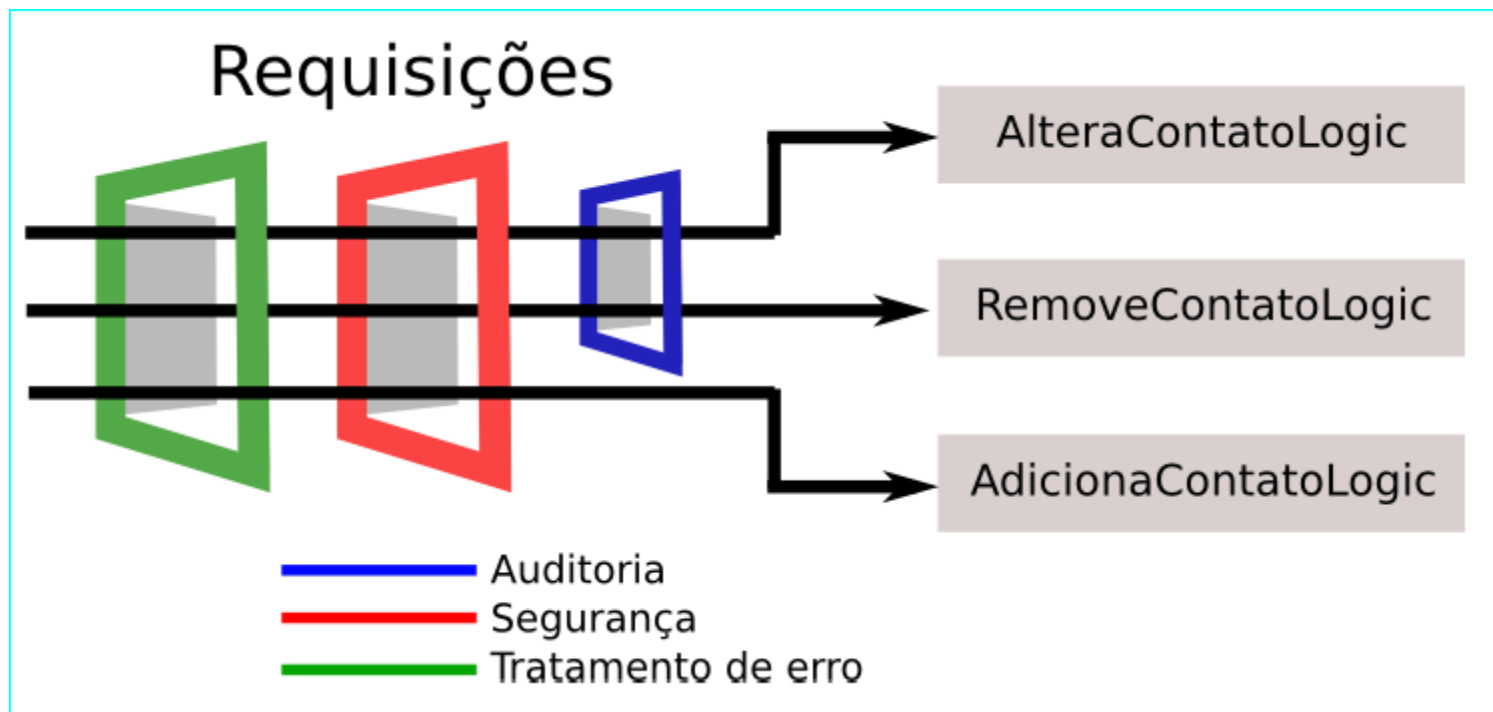 Requisições
AlteraContatoLogic
RemoveContatoLogic
AdicionaContatoLogic
Auditoria
Segurança
Tratamento de erro